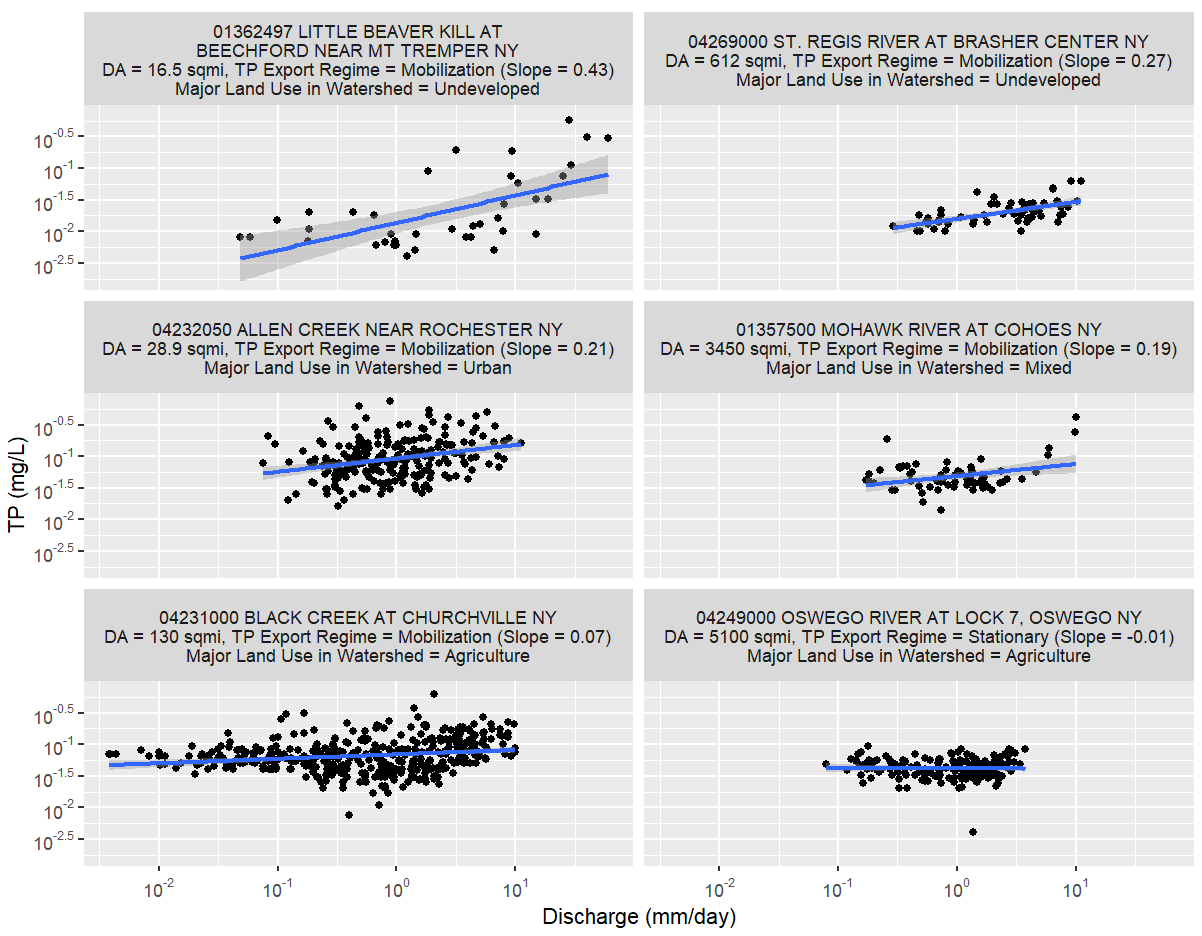 01362497 LITTLE BEAVER KILL AT
BEECHFORD NEAR MT TREMPER NY
DA = 16.5 sqmi, TP Export Regime = Mobilization (Slope = 0.43)
Major Land Use in Watershed = Undeveloped
04269000 ST. REGIS RIVER AT BRASHER CENTER NY
DA = 612 sqmi, TP Export Regime = Mobilization (Slope = 0.27)
Major Land Use in Watershed = Undeveloped
10^-0.5
10^-1
10^-1.5
10^-2
10^-2.5
04232050 ALLEN CREEK NEAR ROCHESTER NY
DA = 28.9 sqmi, TP Export Regime = Mobilization (Slope = 0.21)
Major Land Use in Watershed = Urban
01357500 MOHAWK RIVER AT COHOES NY
DA = 3450 sqmi, TP Export Regime = Mobilization (Slope = 0.19)
Major Land Use in Watershed = Mixed
TP (mg/L)
10^-0.5
10^-1
10^-1.5
10^-2
10^-2.5
04231000 BLACK CREEK AT CHURCHVILLE NY
DA = 130 sqmi, TP Export Regime = Mobilization (Slope = 0.07)
Major Land Use in Watershed = Agriculture
04249000 OSWEGO RIVER AT LOCK 7, OSWEGO NY
DA = 5100 sqmi, TP Export Regime = Stationary (Slope = -0.01)
Major Land Use in Watershed = Agriculture
10^-0.5
10^-1
10^-1.5
10^-2
10^-2.5
10^-2 10^-1 10^0 10^1
10^-2 10^-1 10^0 10^1
Discharge (mm/day)